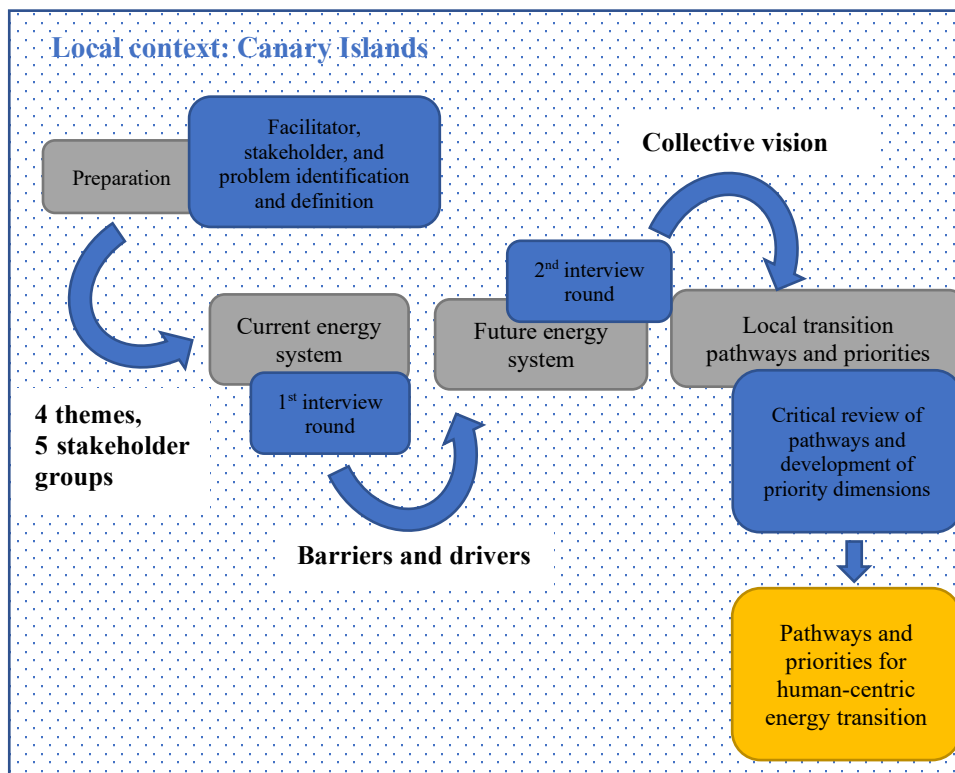 Local context: Canary Islands
Preparation
Facilitator,
stakeholder, and
problem identification
and definition
Collective vision
2nd interview
round
Current energy
system
Future energy
system
Local transition
pathways and priorities
1st interview
round
4 themes,
5 stakeholder
groups
Critical review of
pathways and
development of
priority dimensions
Barriers and drivers
Pathways and
priorities for
human-centric
energy transition